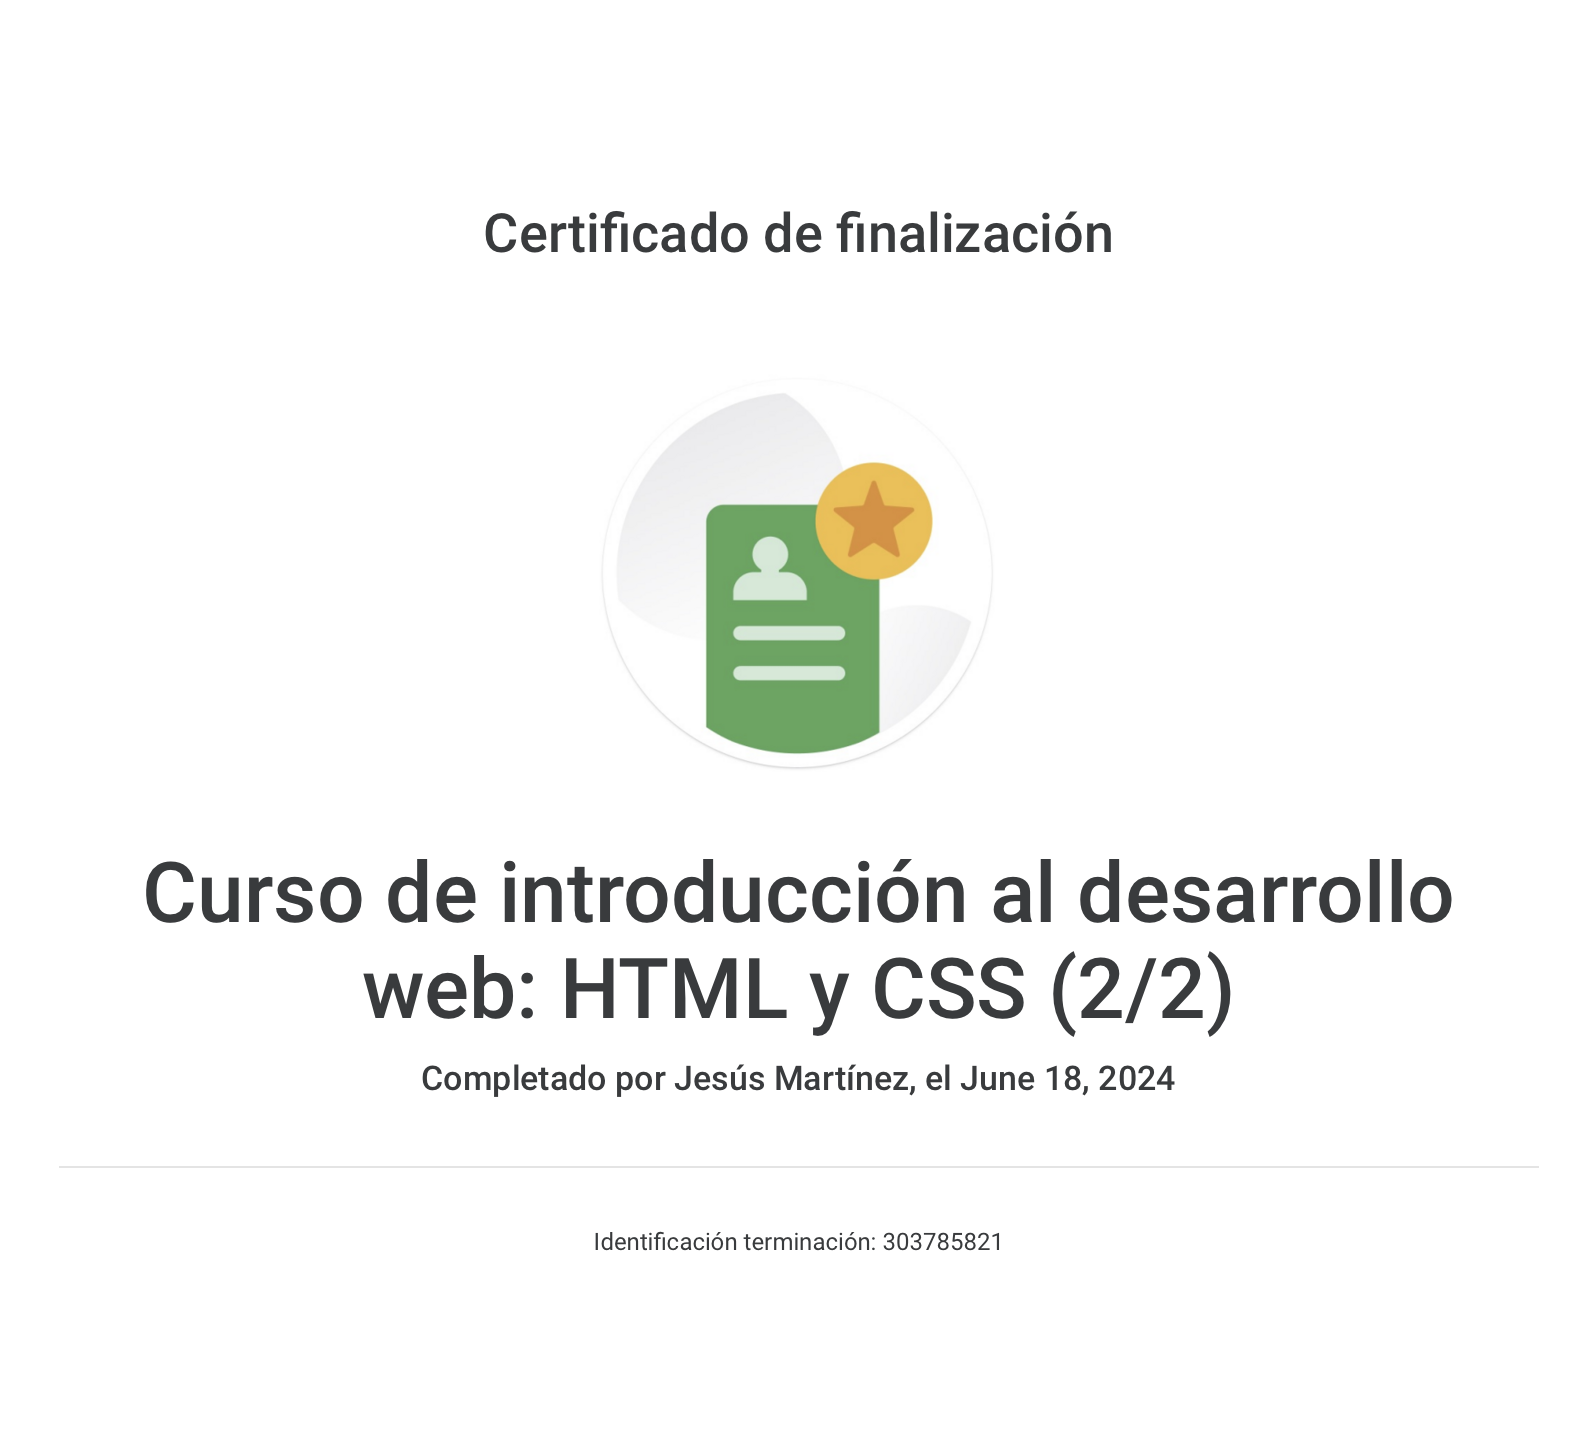 Certificado de finalización
Curso de introducción al desarrollo
web: HTML y CSS (2/2)
Completado por Jesús Martínez, el June 18, 2024
Identificación terminación: 303785821